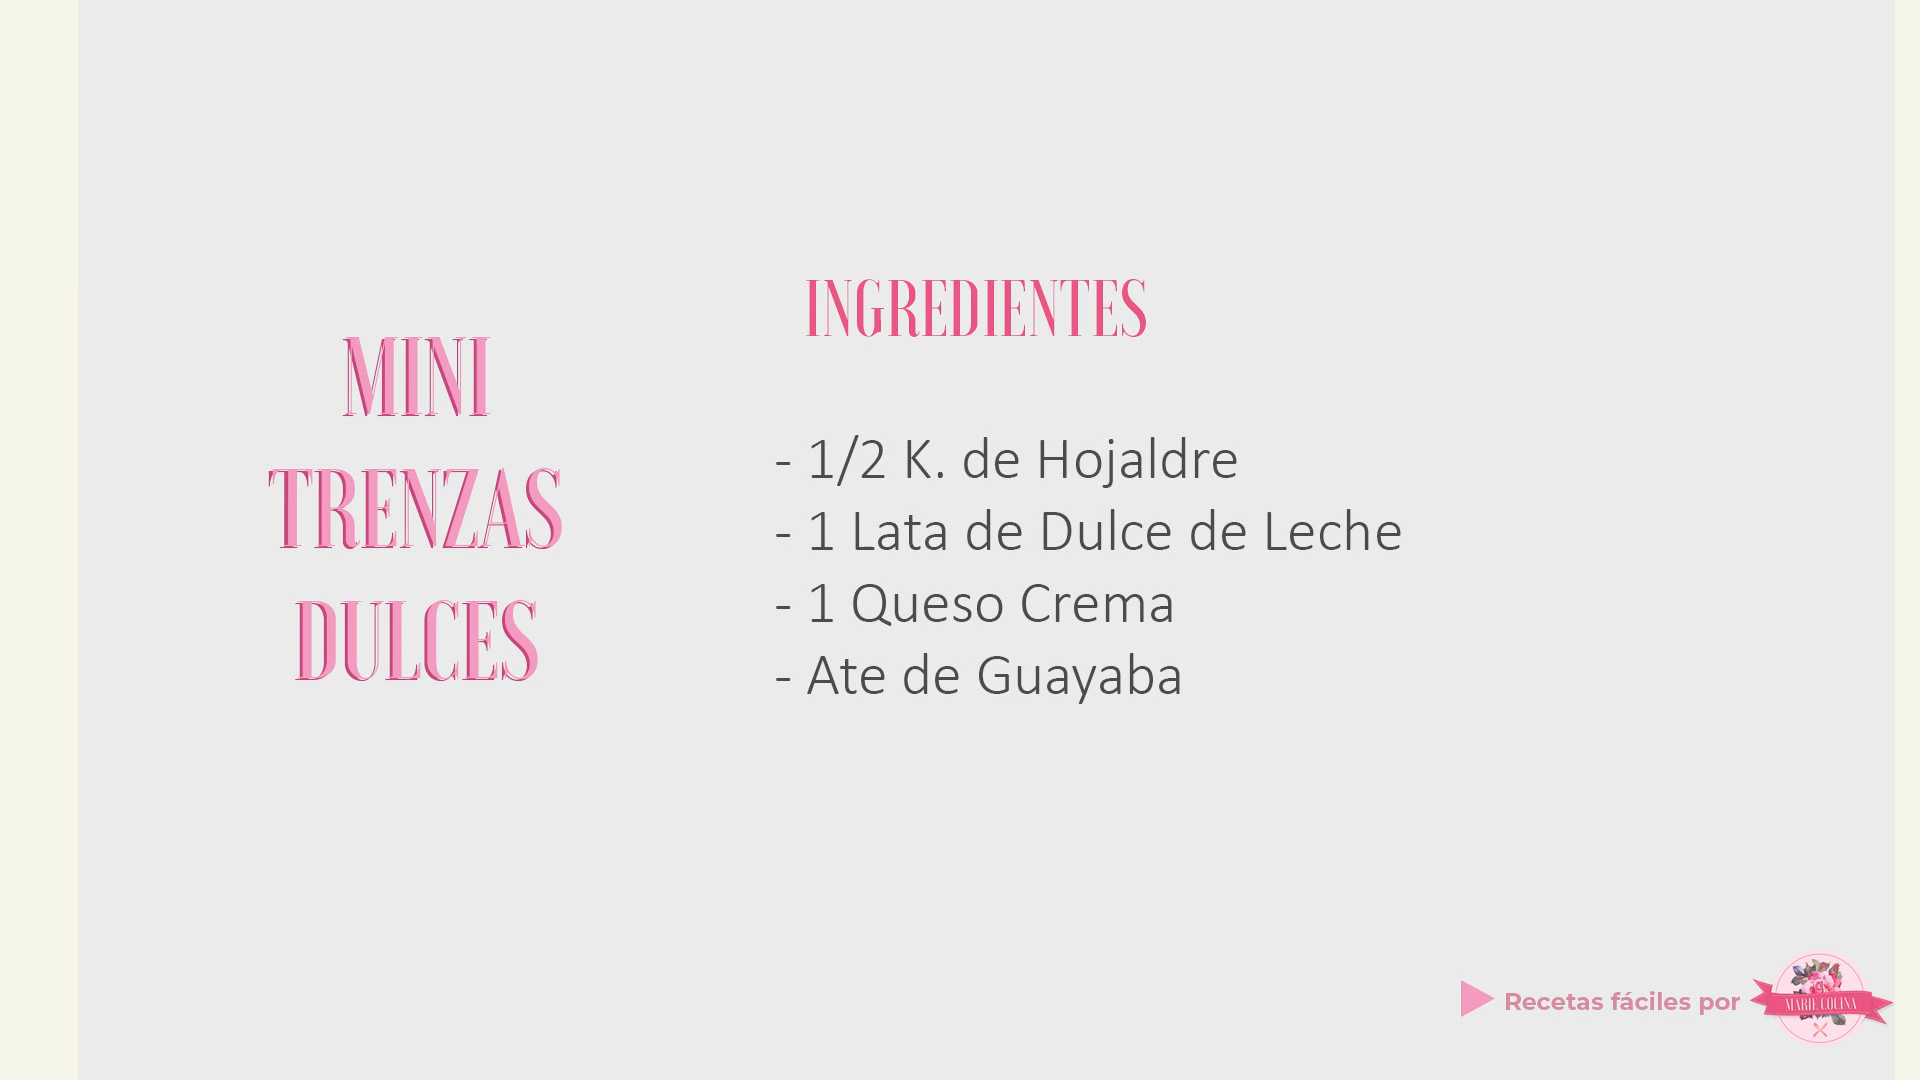 MINI
TRENZAS
DULCES
INGREDIENTES
- 1/2 K. de Hojaldre
- 1 Lata de Dulce de Leche
- 1 Queso Crema
- Ate de Guayaba
Recetas fáciles por
MARIE COCINA